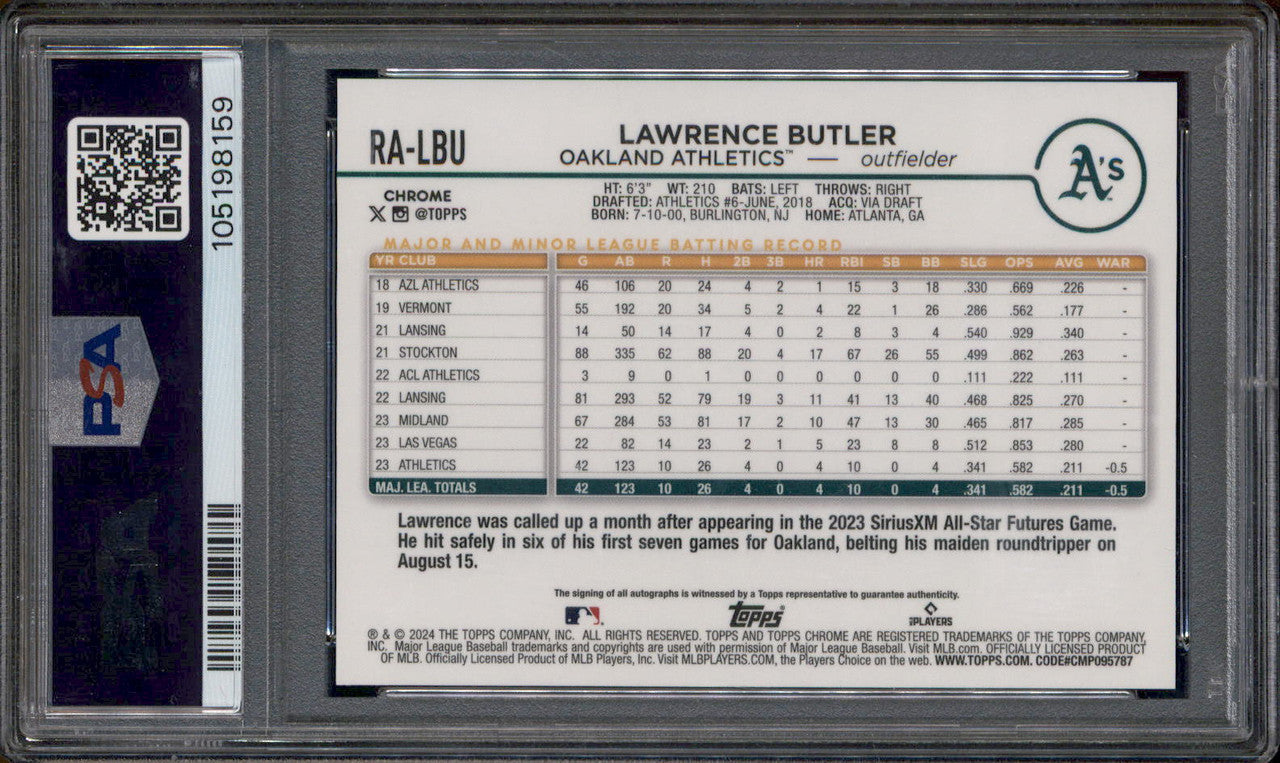 105198159
PSA
RA-LBU
LAWRENCE BUTLER
OAKLAND ATHLETICS™ — outfielder
A's
CHROME
@TOPPS
HT: 6'3" WT: 210 BATS: LEFT THROWS: RIGHT
DRAFTED: ATHLETICS #6-JUNE, 2018 ACQ: VIA DRAFT
BORN: 7-10-00, BURLINGTON, NJ HOME: ATLANTA, GA
MAJOR AND MINOR LEAGUE BATTING RECORD
YR CLUB G AB R H 2B 3B HR RBI SB BB SLG OPS AVG WAR
18 AZL ATHLETICS 46 106 20 24 4 2 1 15 3 18 .330 .669 .226 -
19 VERMONT 55 192 20 34 5 2 4 22 1 26 .286 .562 .177 -
21 LANSING 14 50 14 17 4 0 2 8 3 4 .540 .929 .340 -
21 STOCKTON 88 335 62 88 20 4 17 67 26 55 .499 .862 .263 -
22 ACL ATHLETICS 3 9 0 1 0 0 0 0 0 0 .111 .222 .111 -
22 LANSING 81 293 52 79 19 3 11 41 13 40 .468 .825 .270 -
23 MIDLAND 67 284 53 81 17 2 10 47 13 30 .465 .817 .285 -
23 LAS VEGAS 22 82 14 23 2 1 5 23 8 8 .512 .853 .280 -
23 ATHLETICS 42 123 10 26 4 0 4 10 0 4 .341 .582 .211 -0.5
MAJ. LEA. TOTALS 42 123 10 26 4 0 4 10 0 4 .341 .582 .211 -0.5
Lawrence was called up a month after appearing in the 2023 SiriusXM All-Star Futures Game.
He hit safely in six of his first seven games for Oakland, belting his maiden roundtripper on
August 15.
The signing of all autographs is witnessed by a Topps representative to guarantee authenticity.
Topps
PLAYERS
® & © 2024 THE TOPPS COMPANY, INC. ALL RIGHTS RESERVED. TOPPS AND TOPPS CHROME ARE REGISTERED TRADEMARKS OF THE TOPPS COMPANY,
INC. Major League Baseball trademarks and copyrights are used with permission of Major League Baseball. Visit MLB.com. OFFICIALLY LICENSED PRODUCT
OF MLB. Officially Licensed Product of MLB Players, Inc. Visit MLBPLAYERS.COM, the Players Choice on the web. WWW.TOPPS.COM. CODE#CMP095787